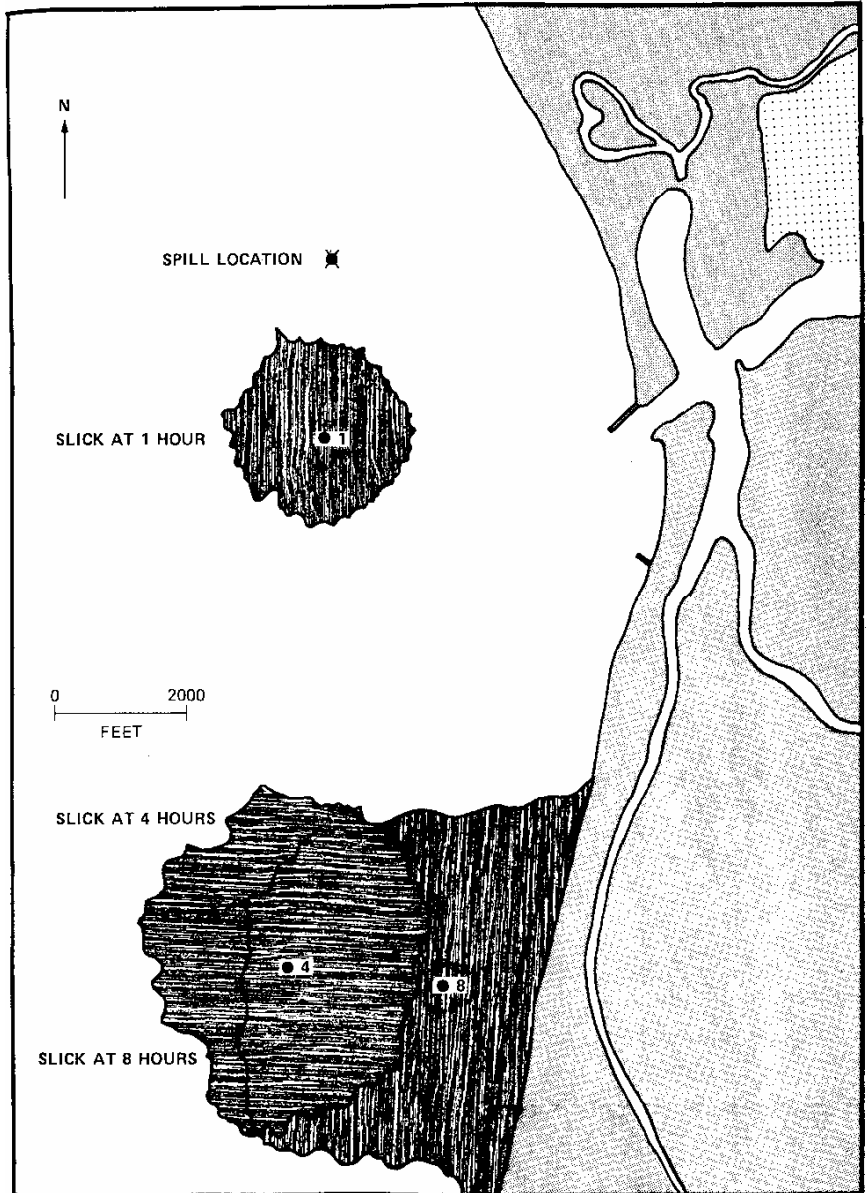 N
SPILL LOCATION
SLICK AT 1 HOUR
1
0 2000
FEET
SLICK AT 4 HOURS
4
8
SLICK AT 8 HOURS